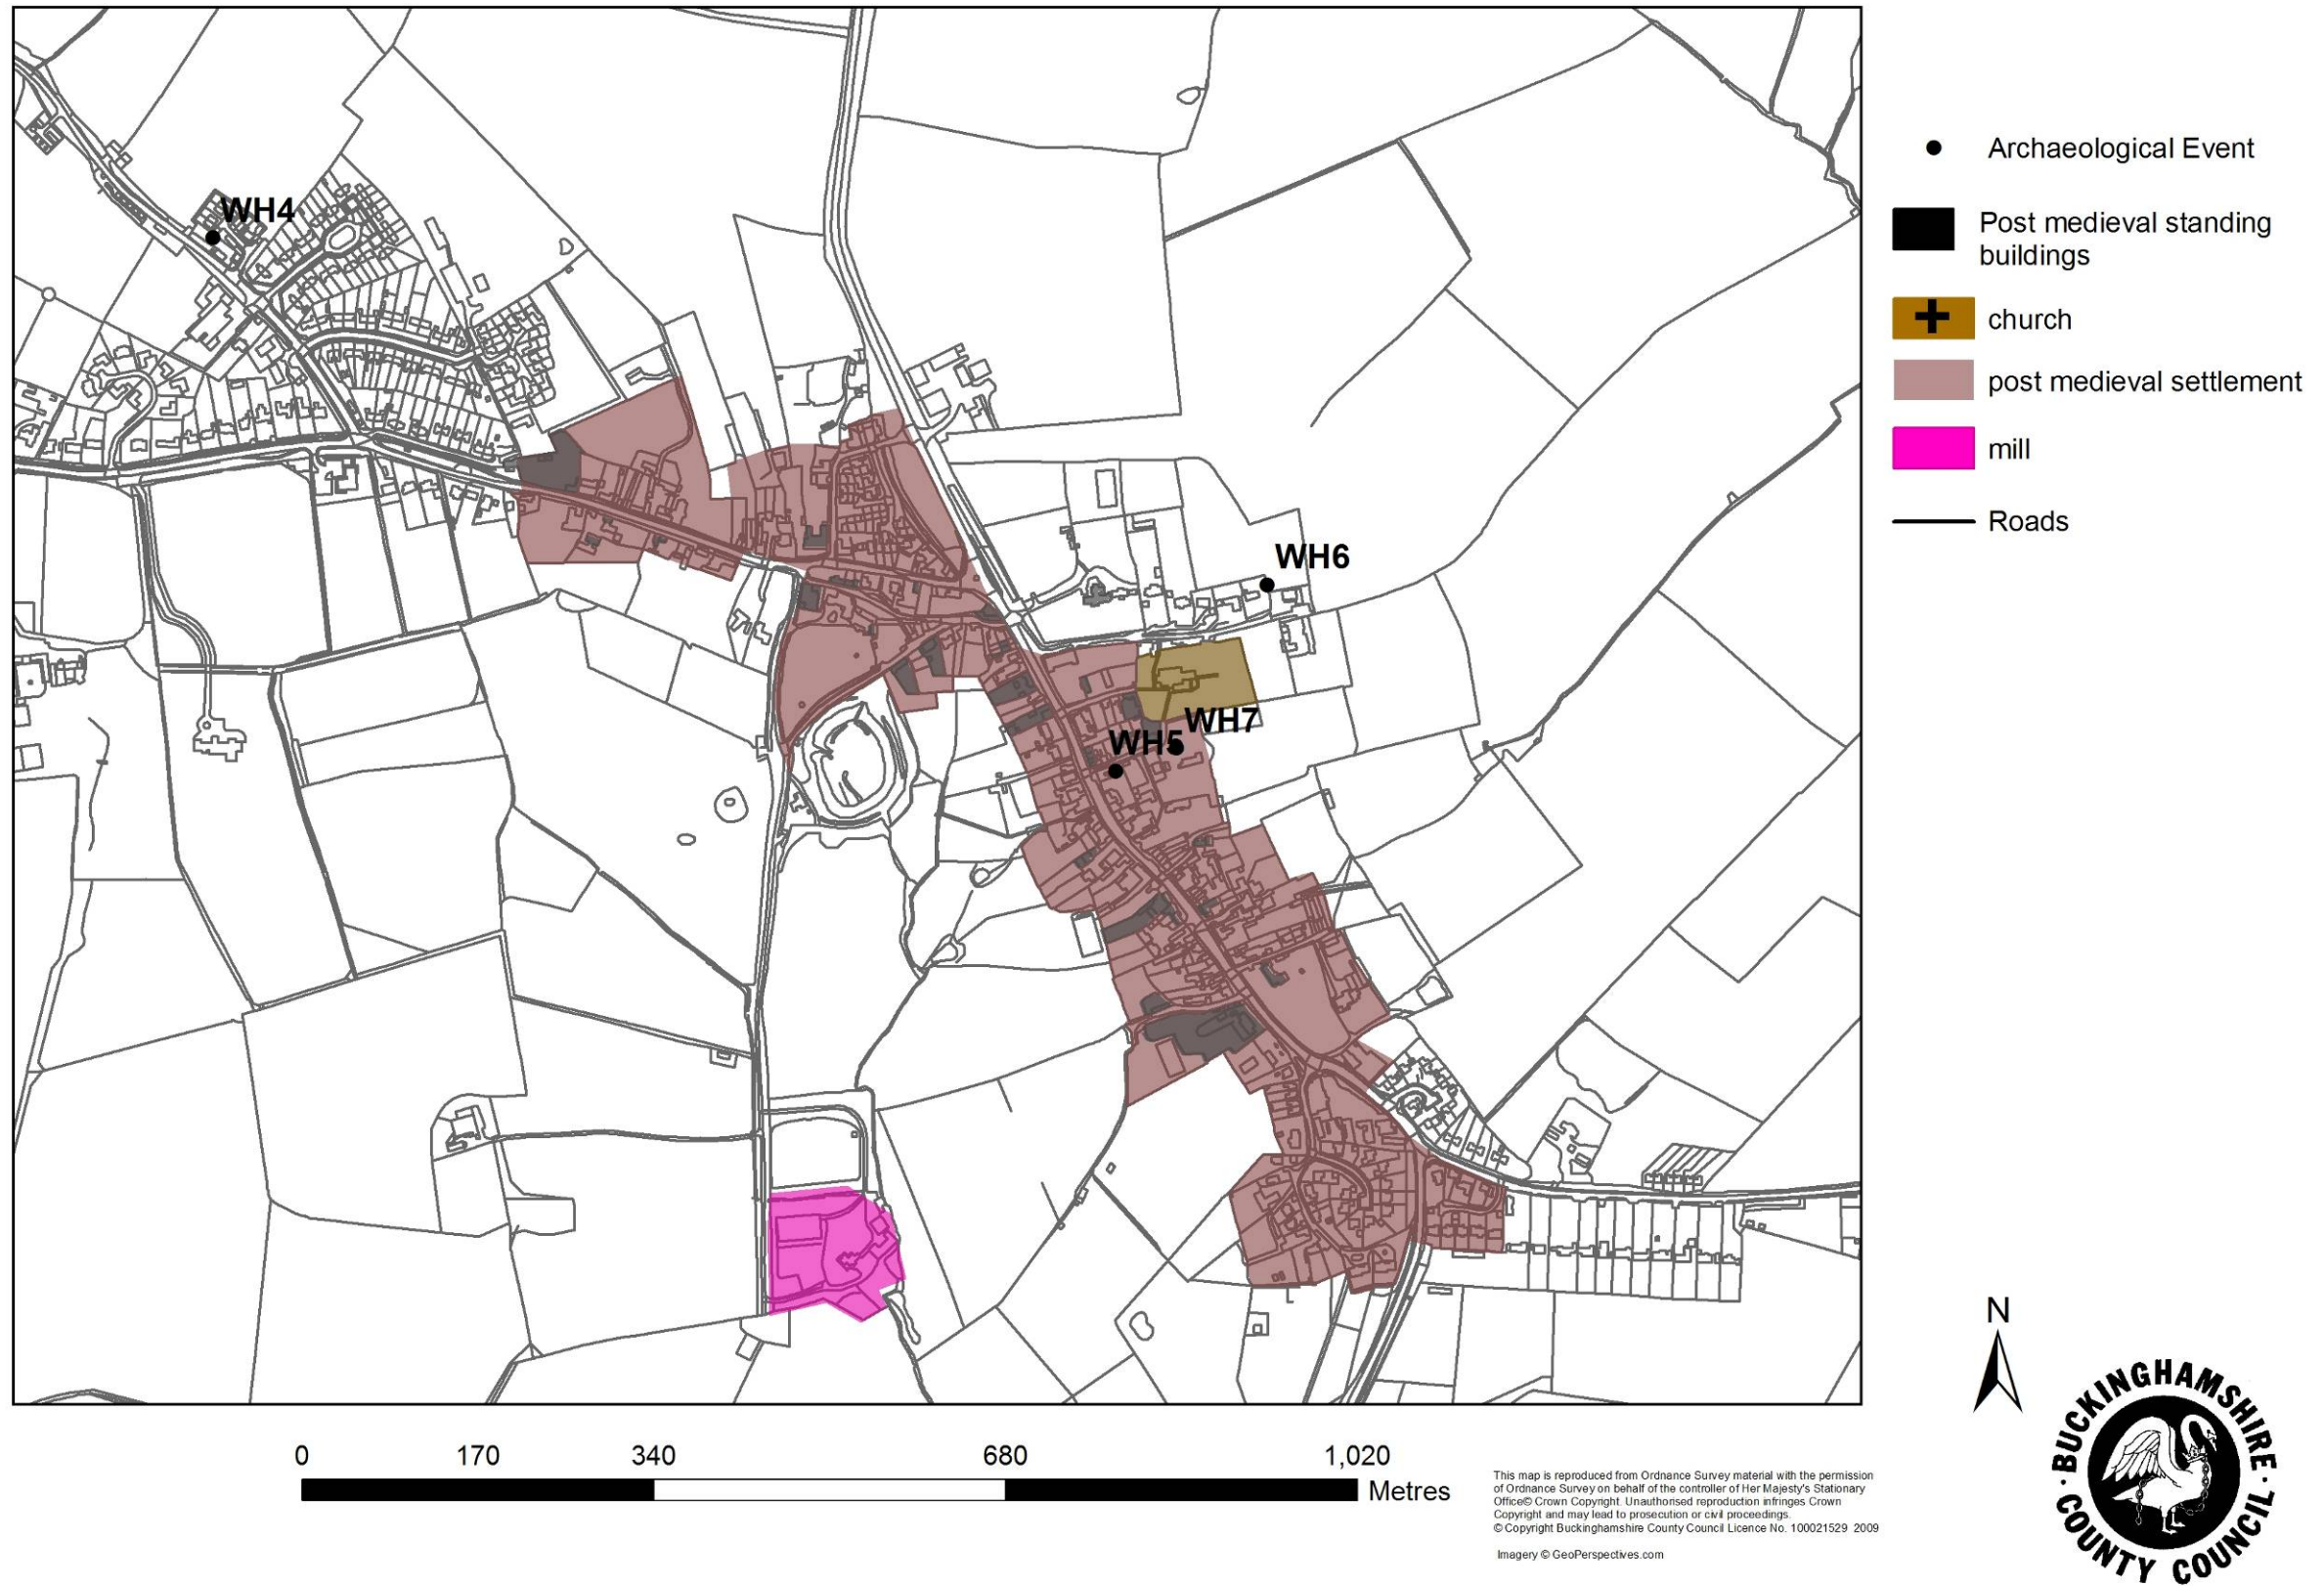 WH4
WH6
WH7
WH5
Archaeological Event
Post medieval standing
buildings
church
post medieval settlement
mill
Roads
N
0 170 340 680 1,020
Metres
This map is reproduced from Ordnance Survey material with the permission
of Ordnance Survey on behalf of the controller of Her Majesty's Stationary
Office© Crown Copyright. Unauthorised reproduction infringes Crown
Copyright and may lead to prosecution or civil proceedings.
© Copyright Buckinghamshire County Council Licence No. 100021529 2009
Imagery © GeoPerspectives.com
BUCKINGHAMSHIRE
COUNTY COUNCIL